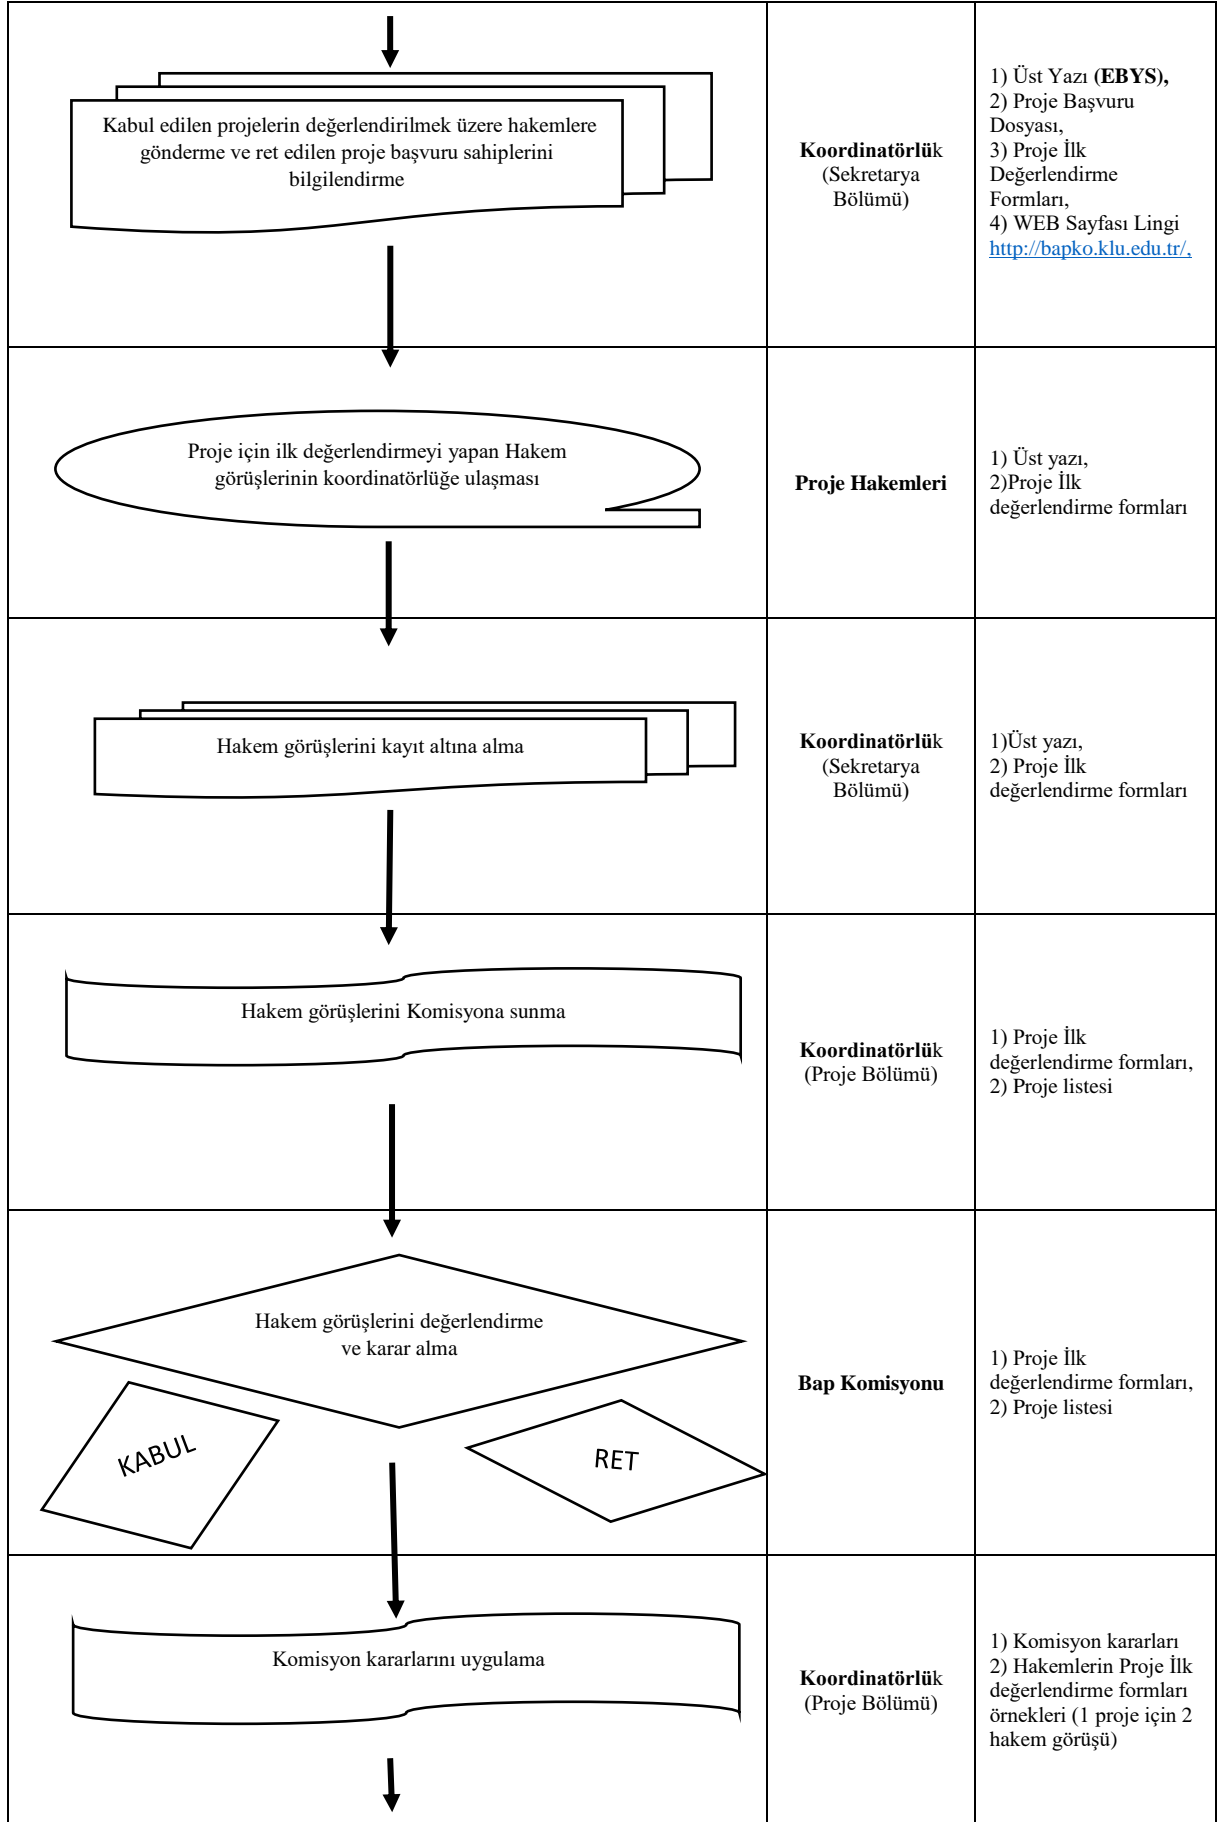 Kabul edilen projelerin değerlendirilmek üzere hakemlere
gönderme ve ret edilen proje başvuru sahiplerini
bilgilendirme
Koordinatörlük
(Sekretarya
Bölümü)
1) Üst Yazı (EBYS),
2) Proje Başvuru
Dosyası,
3) Proje İlk
Değerlendirme
Formları,
4) WEB Sayfası Lingi
http://bapko.klu.edu.tr/,
Proje için ilk değerlendirmeyi yapan Hakem
görüşlerinin koordinatörlüğe ulaşması
Proje Hakemleri
1) Üst yazı,
2)Proje İlk
değerlendirme formları
Hakem görüşlerini kayıt altına alma
Koordinatörlük
(Sekretarya
Bölümü)
1)Üst yazı,
2) Proje İlk
değerlendirme formları
Hakem görüşlerini Komisyona sunma
Koordinatörlük
(Proje Bölümü)
1) Proje İlk
değerlendirme formları,
2) Proje listesi
Hakem görüşlerini değerlendirme
ve karar alma
KABUL
RET
Bap Komisyonu
1) Proje İlk
değerlendirme formları,
2) Proje listesi
Komisyon kararlarını uygulama
Koordinatörlük
(Proje Bölümü)
1) Komisyon kararları
2) Hakemlerin Proje İlk
değerlendirme formları
örnekleri (1 proje için 2
hakem görüşü)